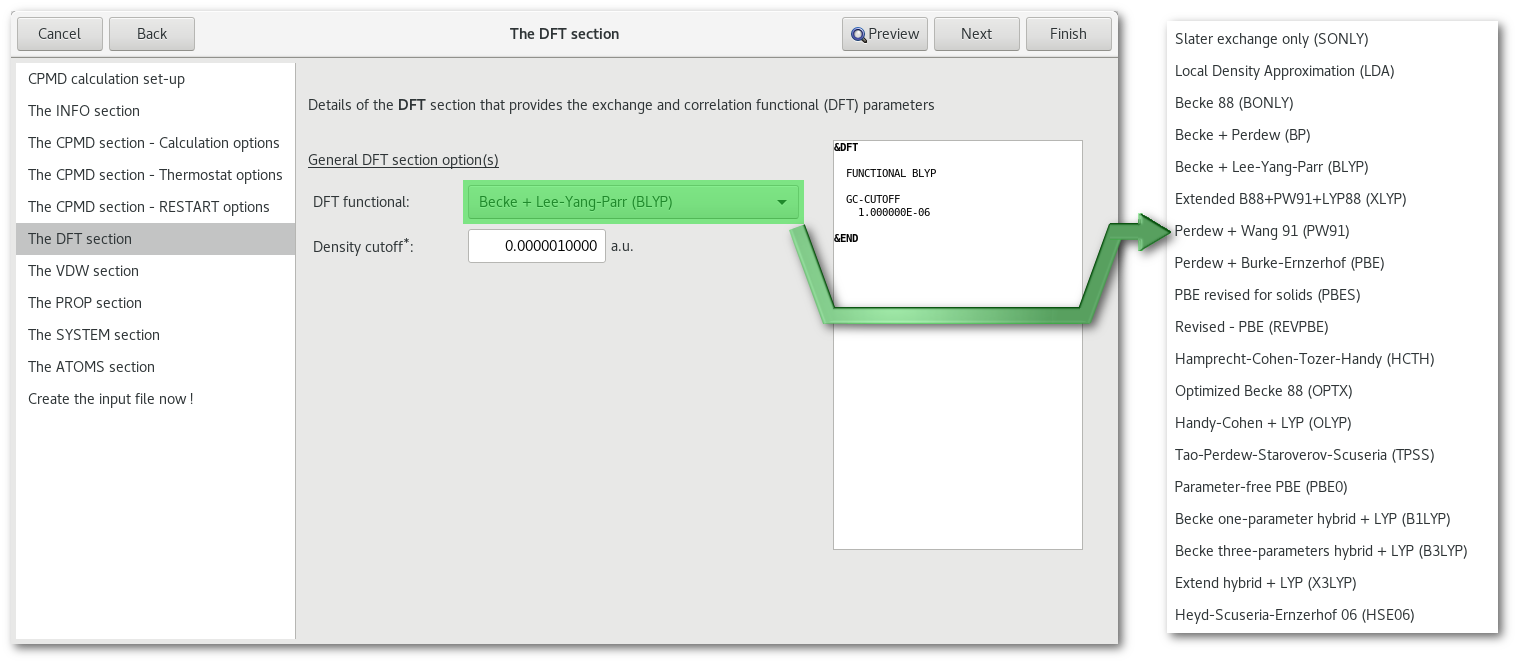 Cancel
Back
The DFT section
Preview
Next
Finish
CPMD calculation set-up
The INFO section
The CPMD section - Calculation options
The CPMD section - Thermostat options
The CPMD section - RESTART options
The DFT section
The VDW section
The PROP section
The SYSTEM section
The ATOMS section
Create the input file now !
Details of the DFT section that provides the exchange and correlation functional (DFT) parameters
General DFT section option(s)
DFT functional:
Becke + Lee-Yang-Parr (BLYP)
Density cutoff*:
0.0000010000
a.u.
&DFT
FUNCTIONAL BLYP
GC-CUTOFF
1.000000E-06
&END
Slater exchange only (SONLY)
Local Density Approximation (LDA)
Becke 88 (BONLY)
Becke + Perdew (BP)
Becke + Lee-Yang-Parr (BLYP)
Extended B88+PW91+LYP88 (XLYP)
Perdew + Wang 91 (PW91)
Perdew + Burke-Ernzerhof (PBE)
PBE revised for solids (PBES)
Revised - PBE (REVPBE)
Hamprecht-Cohen-Tozer-Handy (HCTH)
Optimized Becke 88 (OPTX)
Handy-Cohen + LYP (OLYP)
Tao-Perdew-Staroverov-Scuseria (TPSS)
Parameter-free PBE (PBE0)
Becke one-parameter hybrid + LYP (B1LYP)
Becke three-parameters hybrid + LYP (B3LYP)
Extend hybrid + LYP (X3LYP)
Heyd-Scuseria-Ernzerhof 06 (HSE06)